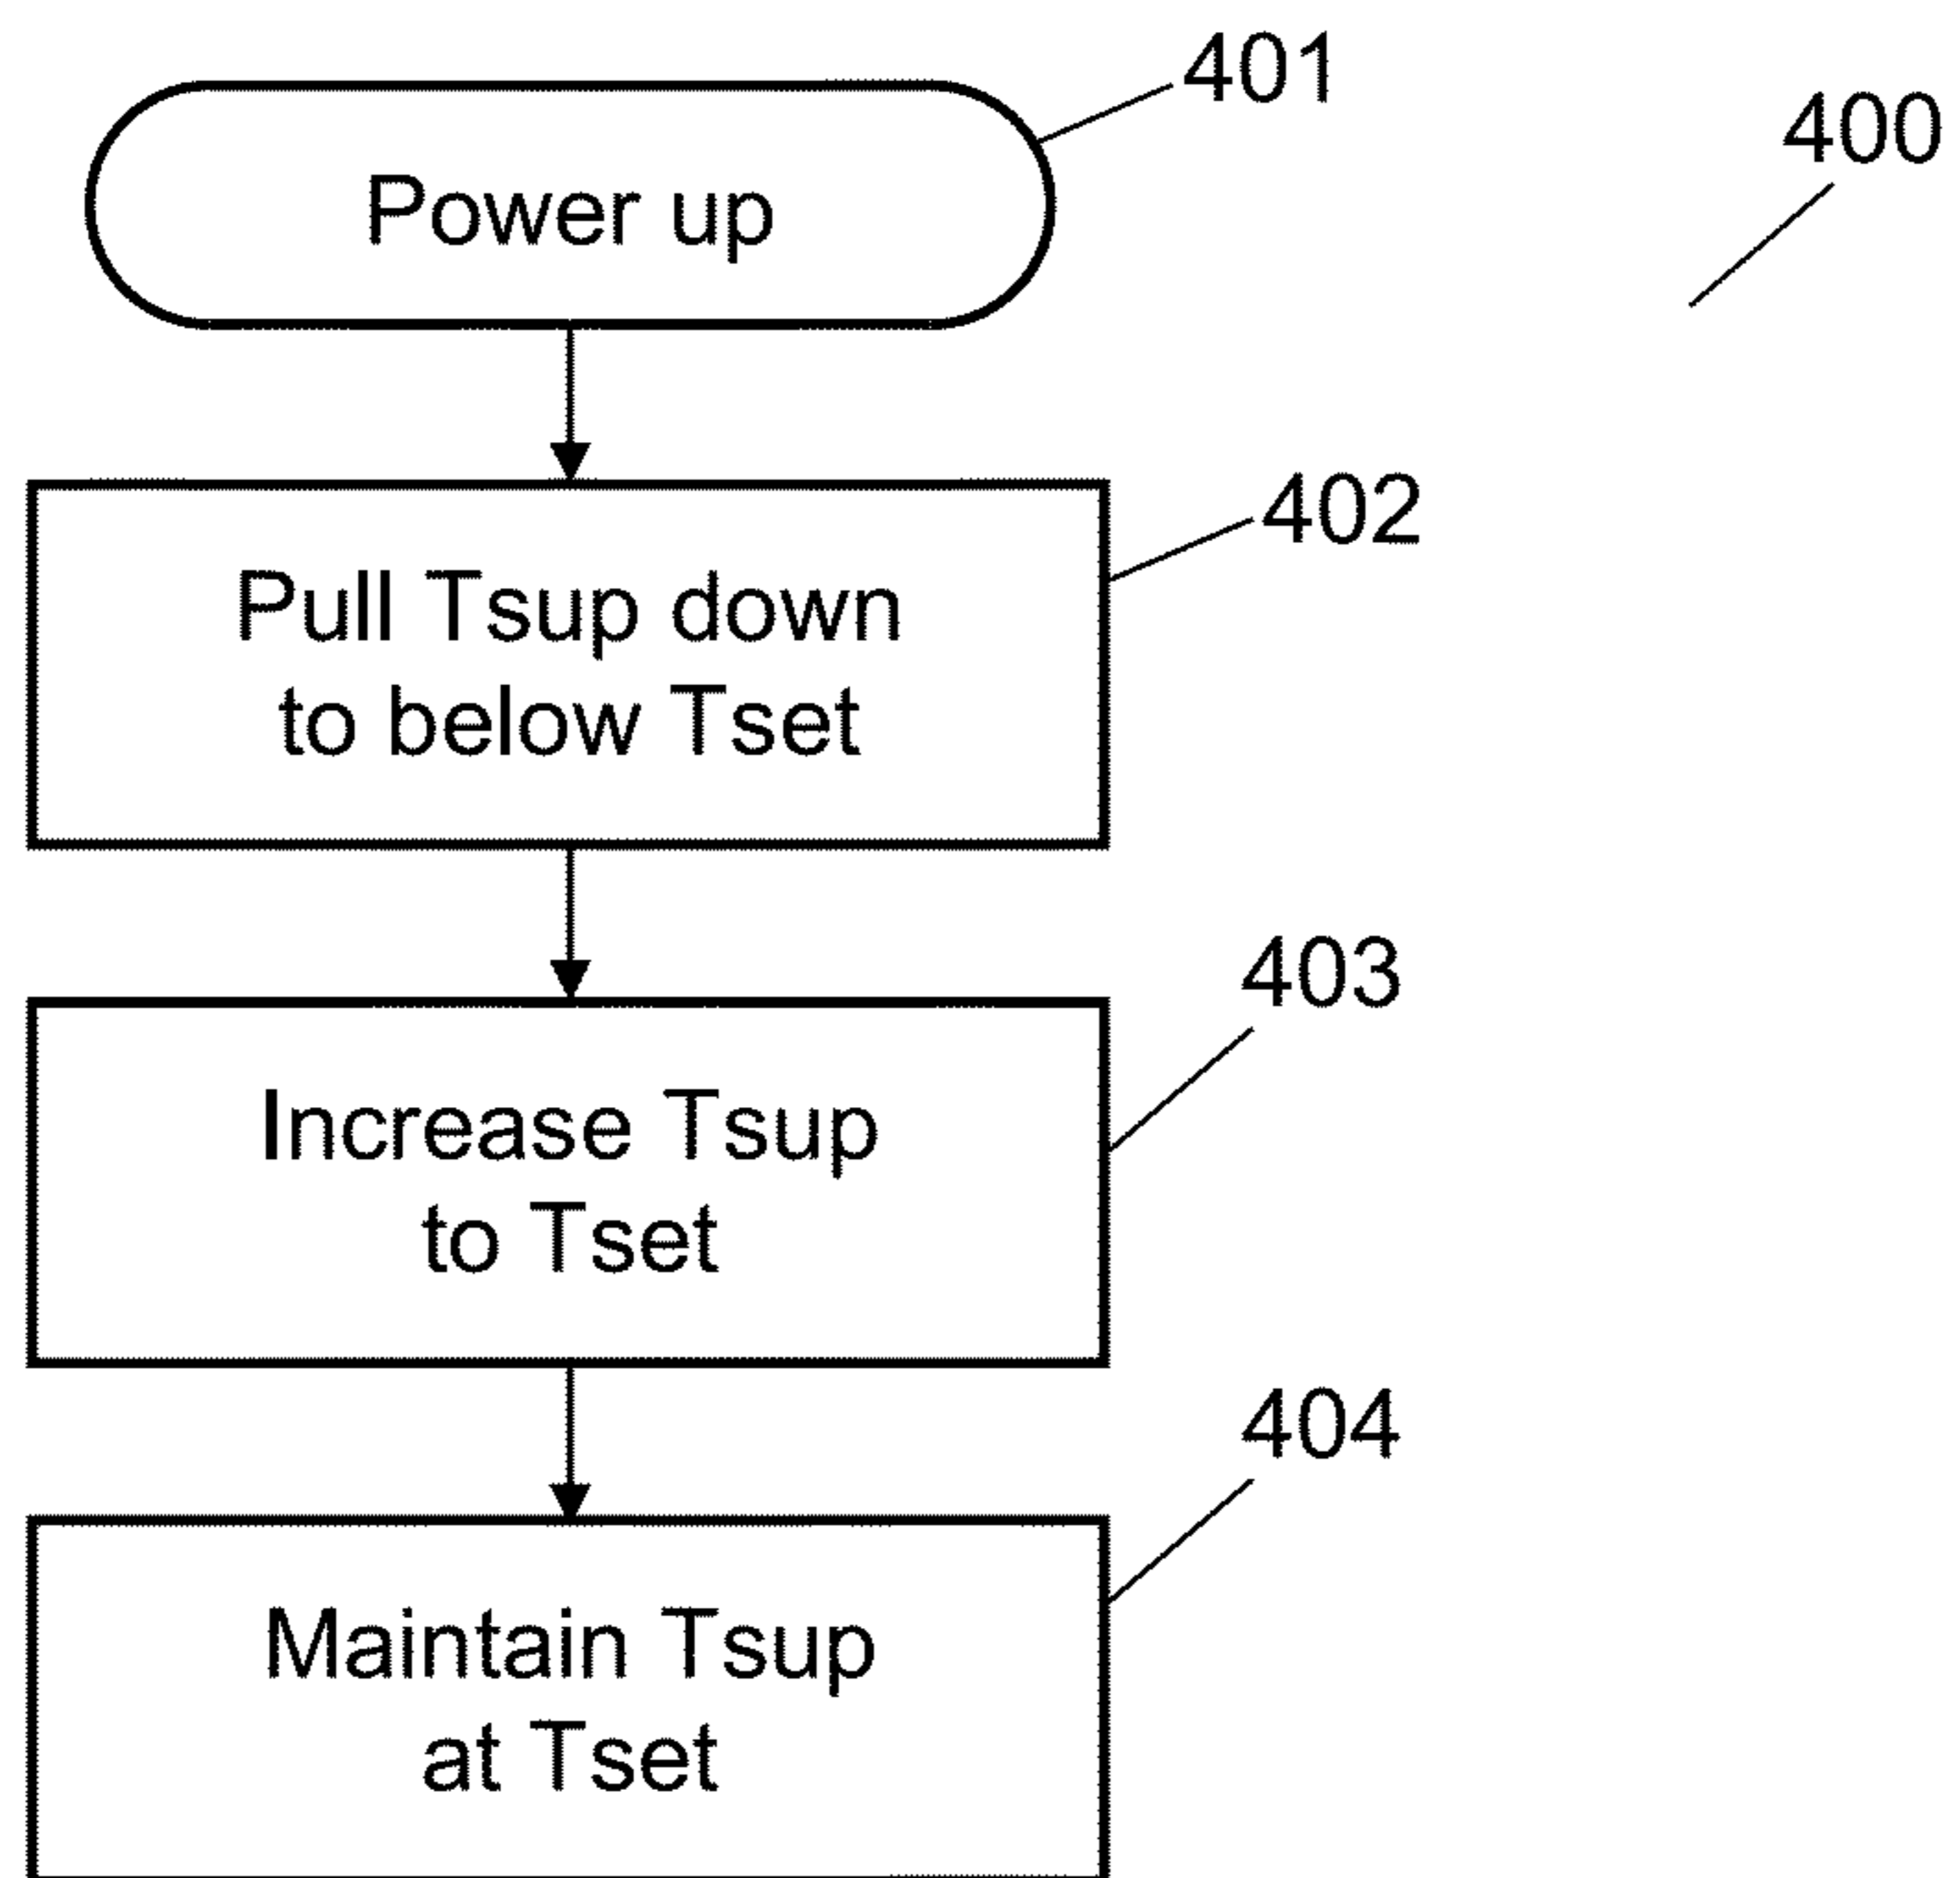 401
400
Power up
402
Pull Tsup down
to below Tset
403
Increase Tsup
to Tset
404
Maintain Tsup
at Tset